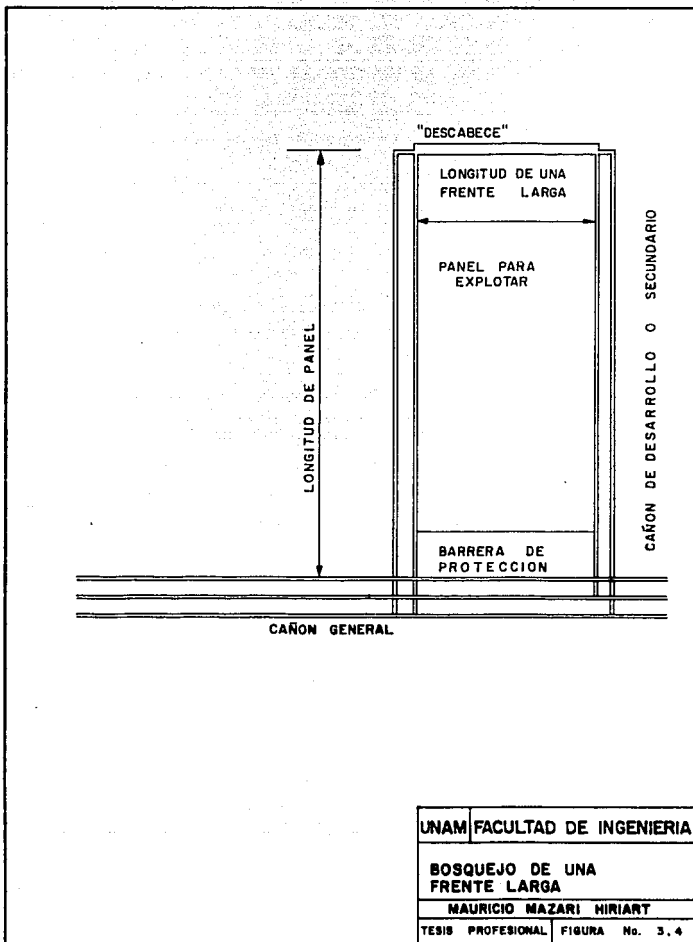 "DESCABECE"
LONGITUD DE UNA
FRENTE LARGA
PANEL PARA
EXPLOTAR
LONGITUD DE PANEL
CAÑON DE DESARROLLO O SECUNDARIO
BARRERA DE
PROTECCION
CAÑON GENERAL
UNAM FACULTAD DE INGENIERIA
BOSQUEJO DE UNA
FRENTE LARGA
MAURICIO MAZARI HIRIART
TESIS PROFESIONAL FIGURA No. 3.4